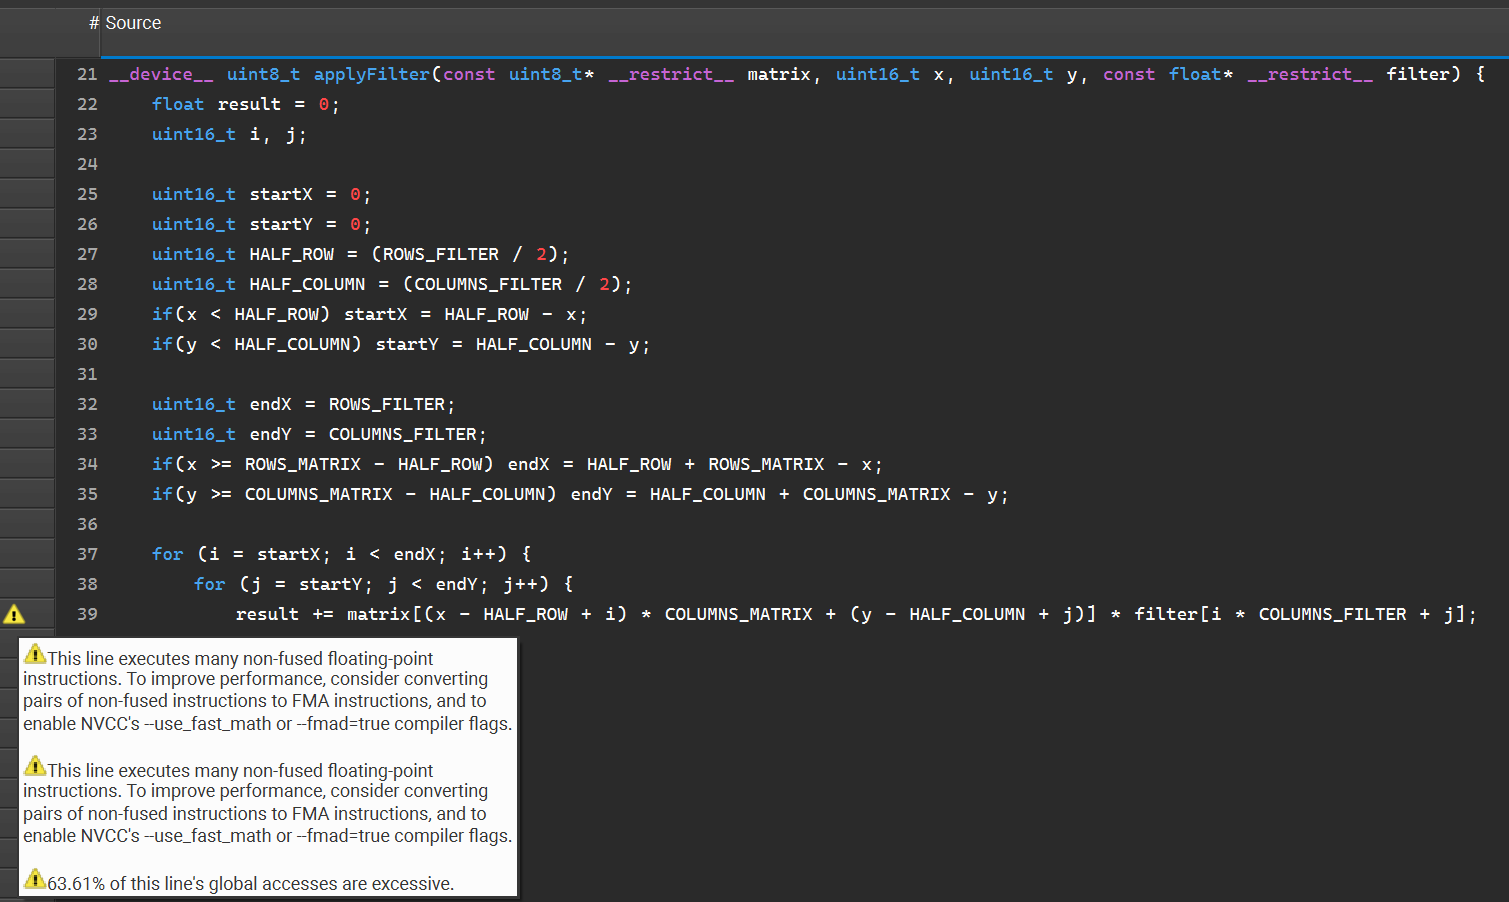 # Source
21 __device__ uint8_t applyFilter(const uint8_t* __restrict__ matrix, uint16_t x, uint16_t y, const float* __restrict__ filter) {
22 float result = 0;
23 uint16_t i, j;
24
25 uint16_t startX = 0;
26 uint16_t startY = 0;
27 uint16_t HALF_ROW = (ROWS_FILTER / 2);
28 uint16_t HALF_COLUMN = (COLUMNS_FILTER / 2);
29 if(x < HALF_ROW) startX = HALF_ROW - x;
30 if(y < HALF_COLUMN) startY = HALF_COLUMN - y;
31
32 uint16_t endX = ROWS_FILTER;
33 uint16_t endY = COLUMNS_FILTER;
34 if(x >= ROWS_MATRIX - HALF_ROW) endX = HALF_ROW + ROWS_MATRIX - x;
35 if(y >= COLUMNS_MATRIX - HALF_COLUMN) endY = HALF_COLUMN + COLUMNS_MATRIX - y;
36
37 for (i = startX; i < endX; i++) {
38 for (j = startY; j < endY; j++) {
39 result += matrix[(x - HALF_ROW + i) * COLUMNS_MATRIX + (y - HALF_COLUMN + j)] * filter[i * COLUMNS_FILTER + j];
This line executes many non-fused floating-point
instructions. To improve performance, consider converting
pairs of non-fused instructions to FMA instructions, and to
enable NVCC's --use_fast_math or --fmad=true compiler flags.
This line executes many non-fused floating-point
instructions. To improve performance, consider converting
pairs of non-fused instructions to FMA instructions, and to
enable NVCC's --use_fast_math or --fmad=true compiler flags.
63.61% of this line's global accesses are excessive.